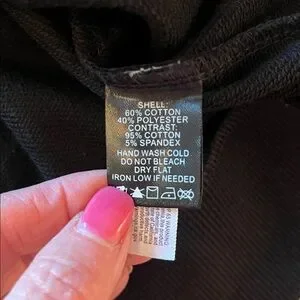 SHELL:
60% COTTON
40% POLYESTER
CONTRAST:
95% COTTON
5% SPANDEX
HAND WASH COLD
DO NOT BLEACH
DRY FLAT
IRON LOW IF NEEDED
WARNING